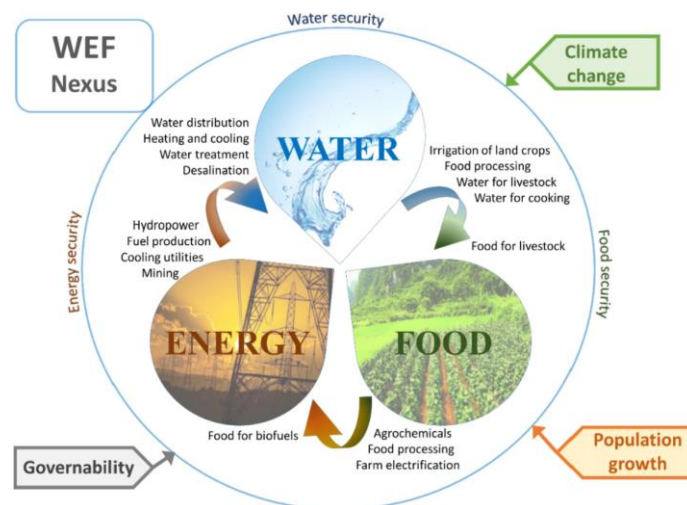 Water security
WEF
Nexus
Climate
change
Water distribution
Heating and cooling
Water treatment
Desalination
WATER
Irrigation of land crops
Food processing
Water for livestock
Water for cooking
Energy security
Hydropower
Fuel production
Cooling utilities
Mining
Food for livestock
Food security
ENERGY
FOOD
Food for biofuels
Agrochemicals
Food processing
Farm electrification
Governability
Population
growth